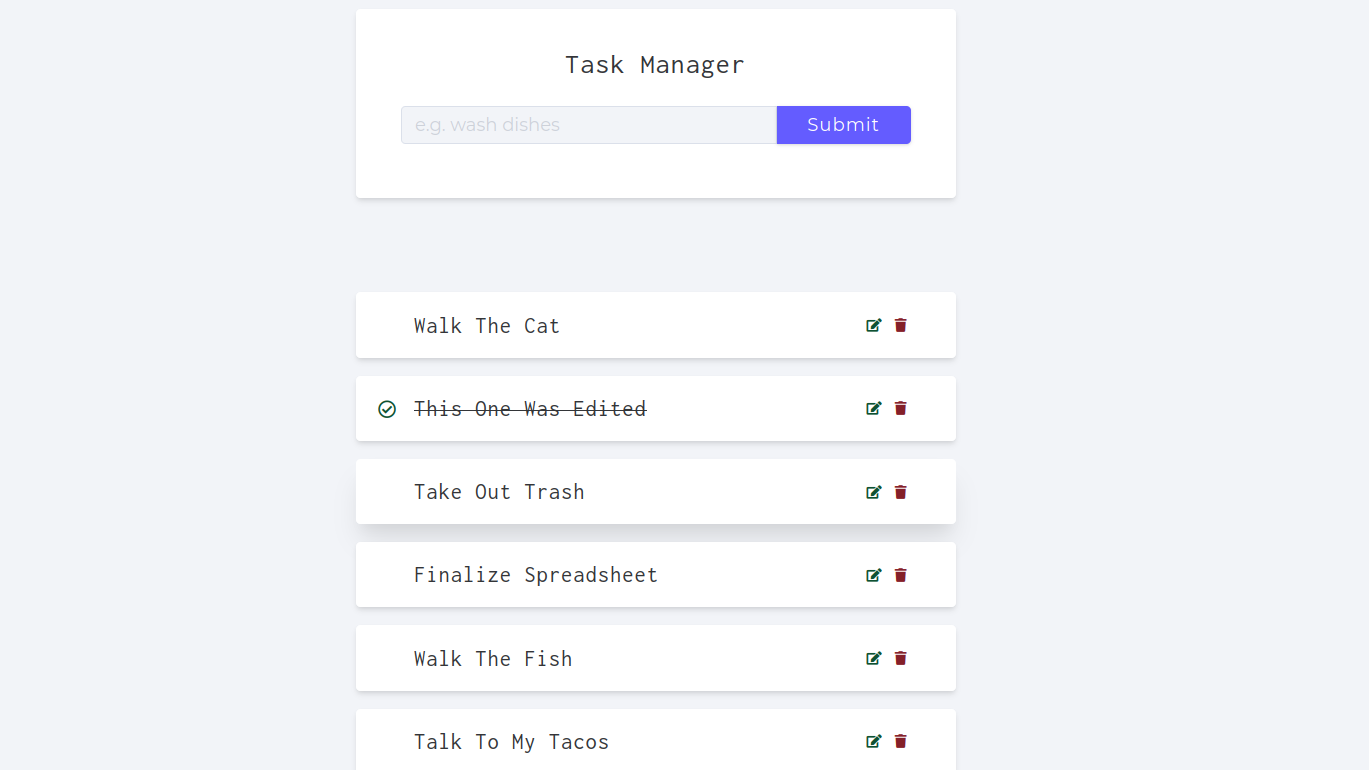 Task Manager
e.g. wash dishes
Submit
Walk The Cat
This One Was Edited
Take Out Trash
Finalize Spreadsheet
Walk The Fish
Talk To My Tacos